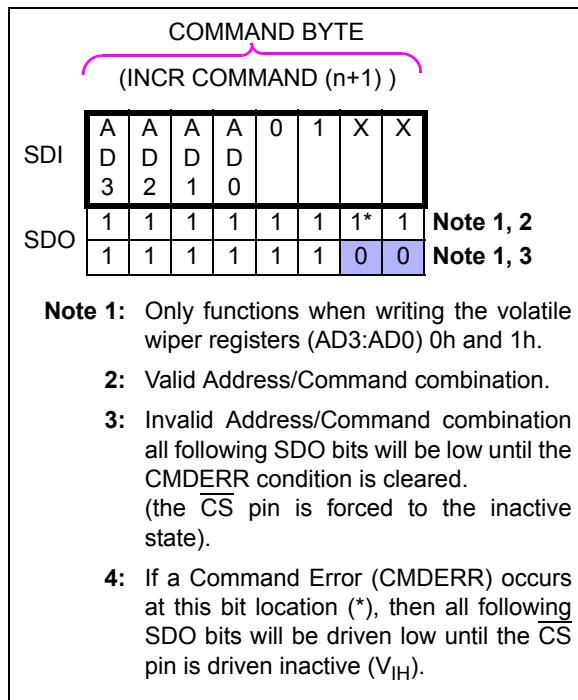 COMMAND BYTE
(INCR COMMAND (n+1) )
SDI
A A A A 0 1 X X
D D D D
3 2 1 0
SDO
1 1 1 1 1 1 1* 1 Note 1, 2
1 1 1 1 1 1 0 0 Note 1, 3
Note 1: Only functions when writing the volatile
wiper registers (AD3:AD0) 0h and 1h.
2: Valid Address/Command combination.
3: Invalid Address/Command combination
all following SDO bits will be low until the
CMDERR condition is cleared.
(the C̅S̅ pin is forced to the inactive
state).
4: If a Command Error (CMDERR) occurs
at this bit location (*), then all following
SDO bits will be driven low until the C̅S̅
pin is driven inactive (VIH).